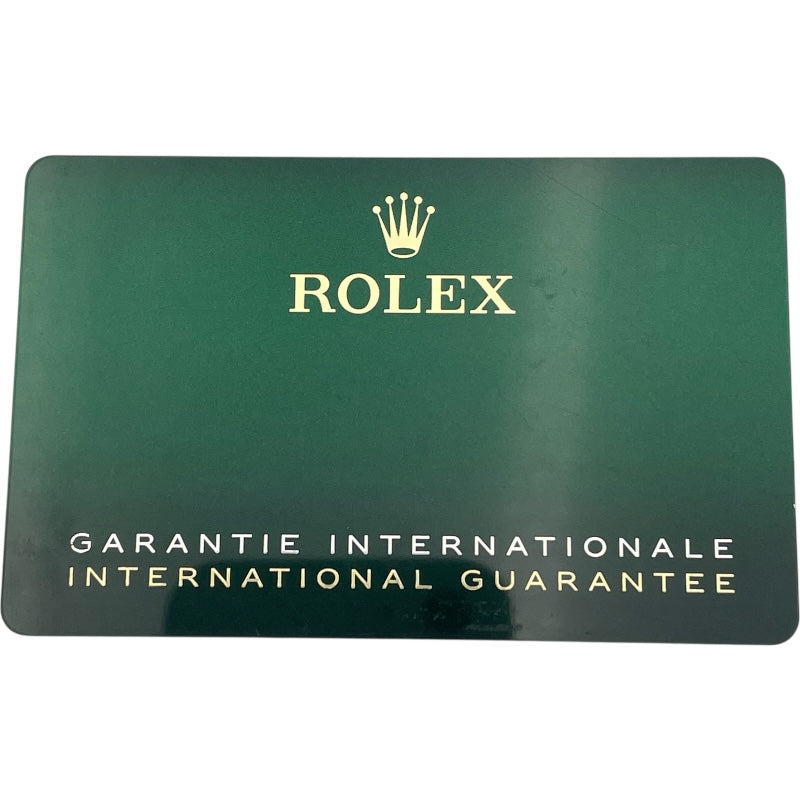 ROLEX
GARANTIE INTERNATIONALE
INTERNATIONAL GUARANTEE